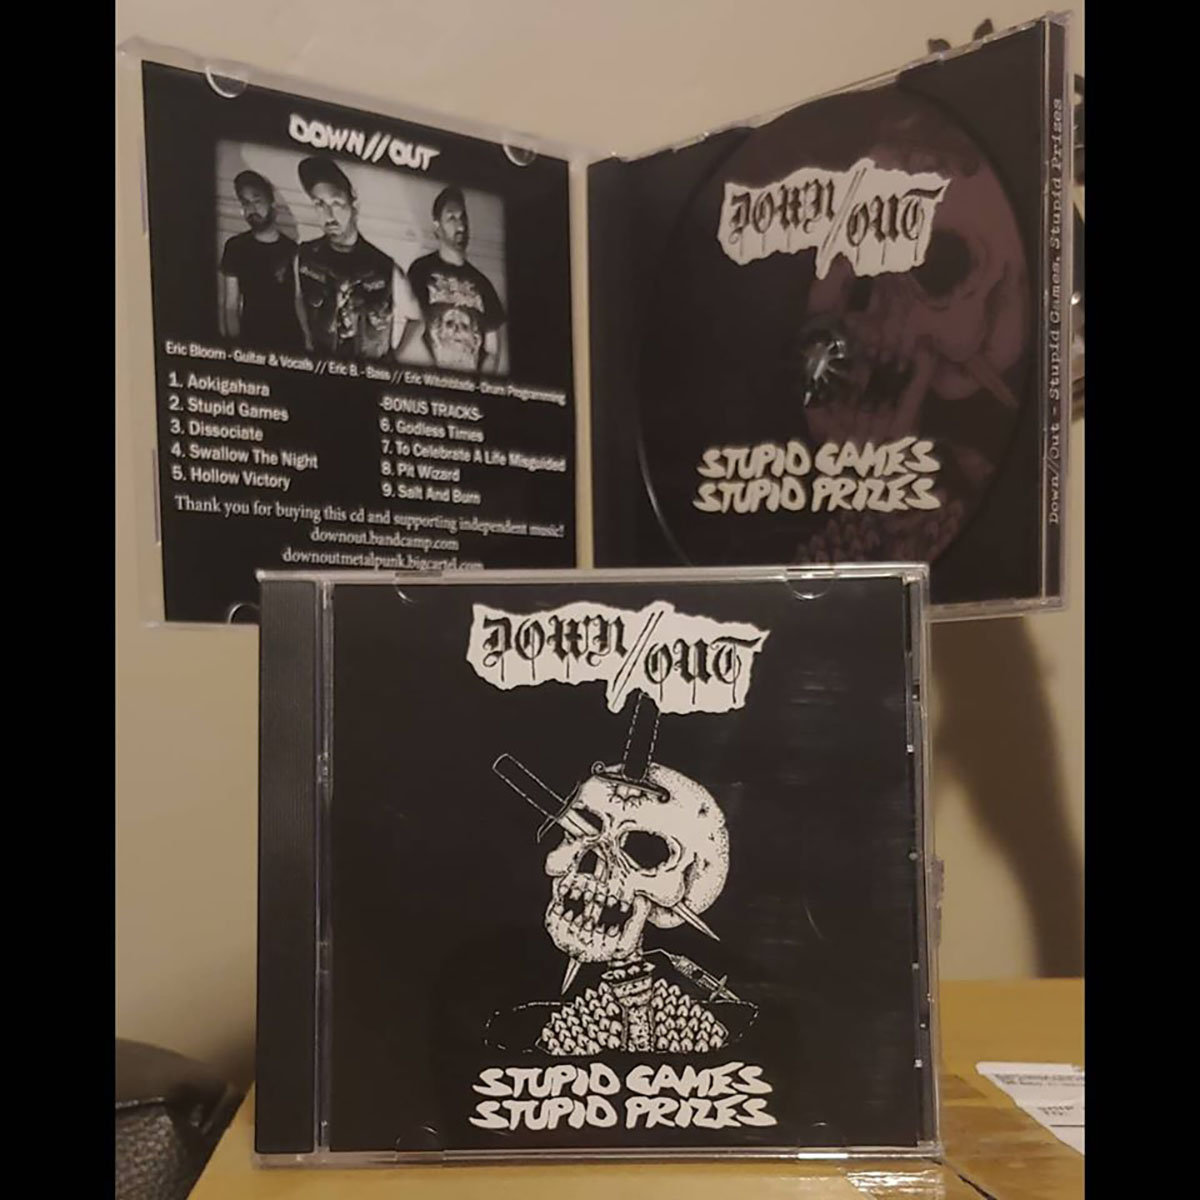 DOWN//OUT
Eric Bloom - Guitar & Vocals // Eric B. - Bass // Eric Witchblade - Drum Programming
1. Aokigahara
2. Stupid Games
3. Dissociate
4. Swallow The Night
5. Hollow Victory
-BONUS TRACKS-
6. Godless Times
7. To Celebrate A Life Misguided
8. Pit Wizard
9. Salt And Burn
Thank you for buying this cd and supporting independent music!
downout.bandcamp.com
downoutmetalpunk.bigcartel.com
DOWN//OUT
STUPID GAMES
STUPID PRIZES
Down//Out - Stupid Games, Stupid Prizes
DOWN//OUT
STUPID GAMES
STUPID PRIZES